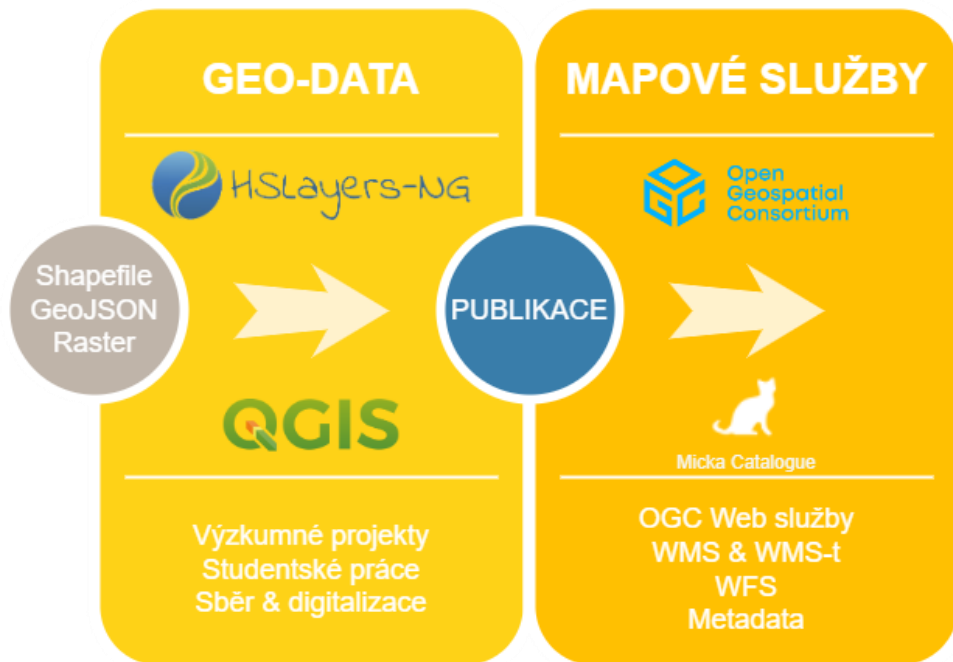 GEO-DATA
HSLayers-NG
Shapefile
GeoJSON
Raster
QGIS
Výzkumné projekty
Studentské práce
Sběr & digitalizace
PUBLIKACE
MAPOVÉ SLUŽBY
OGC
Open
Geospatial
Consortium
Micka Catalogue
OGC Web služby
WMS & WMS-t
WFS
Metadata